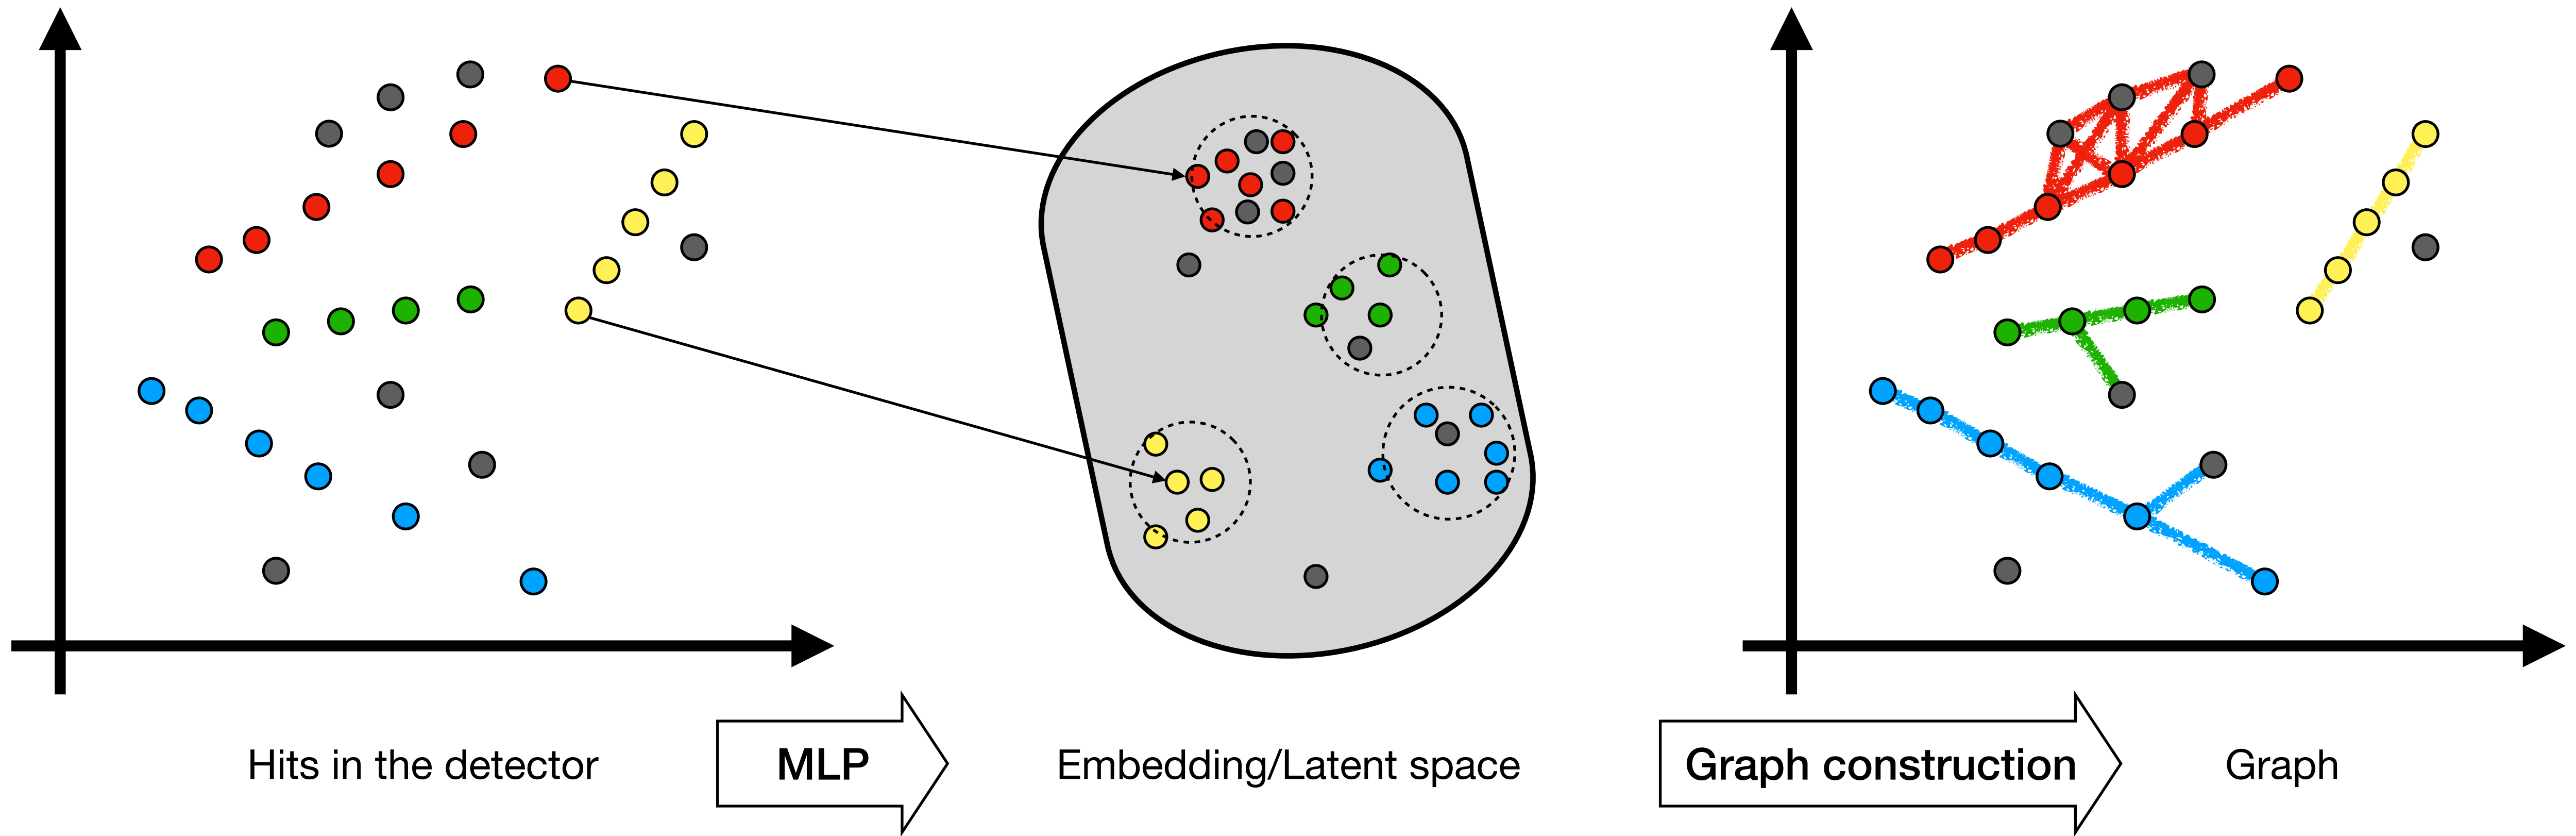 Hits in the detector
MLP
Embedding/Latent space
Graph construction
Graph